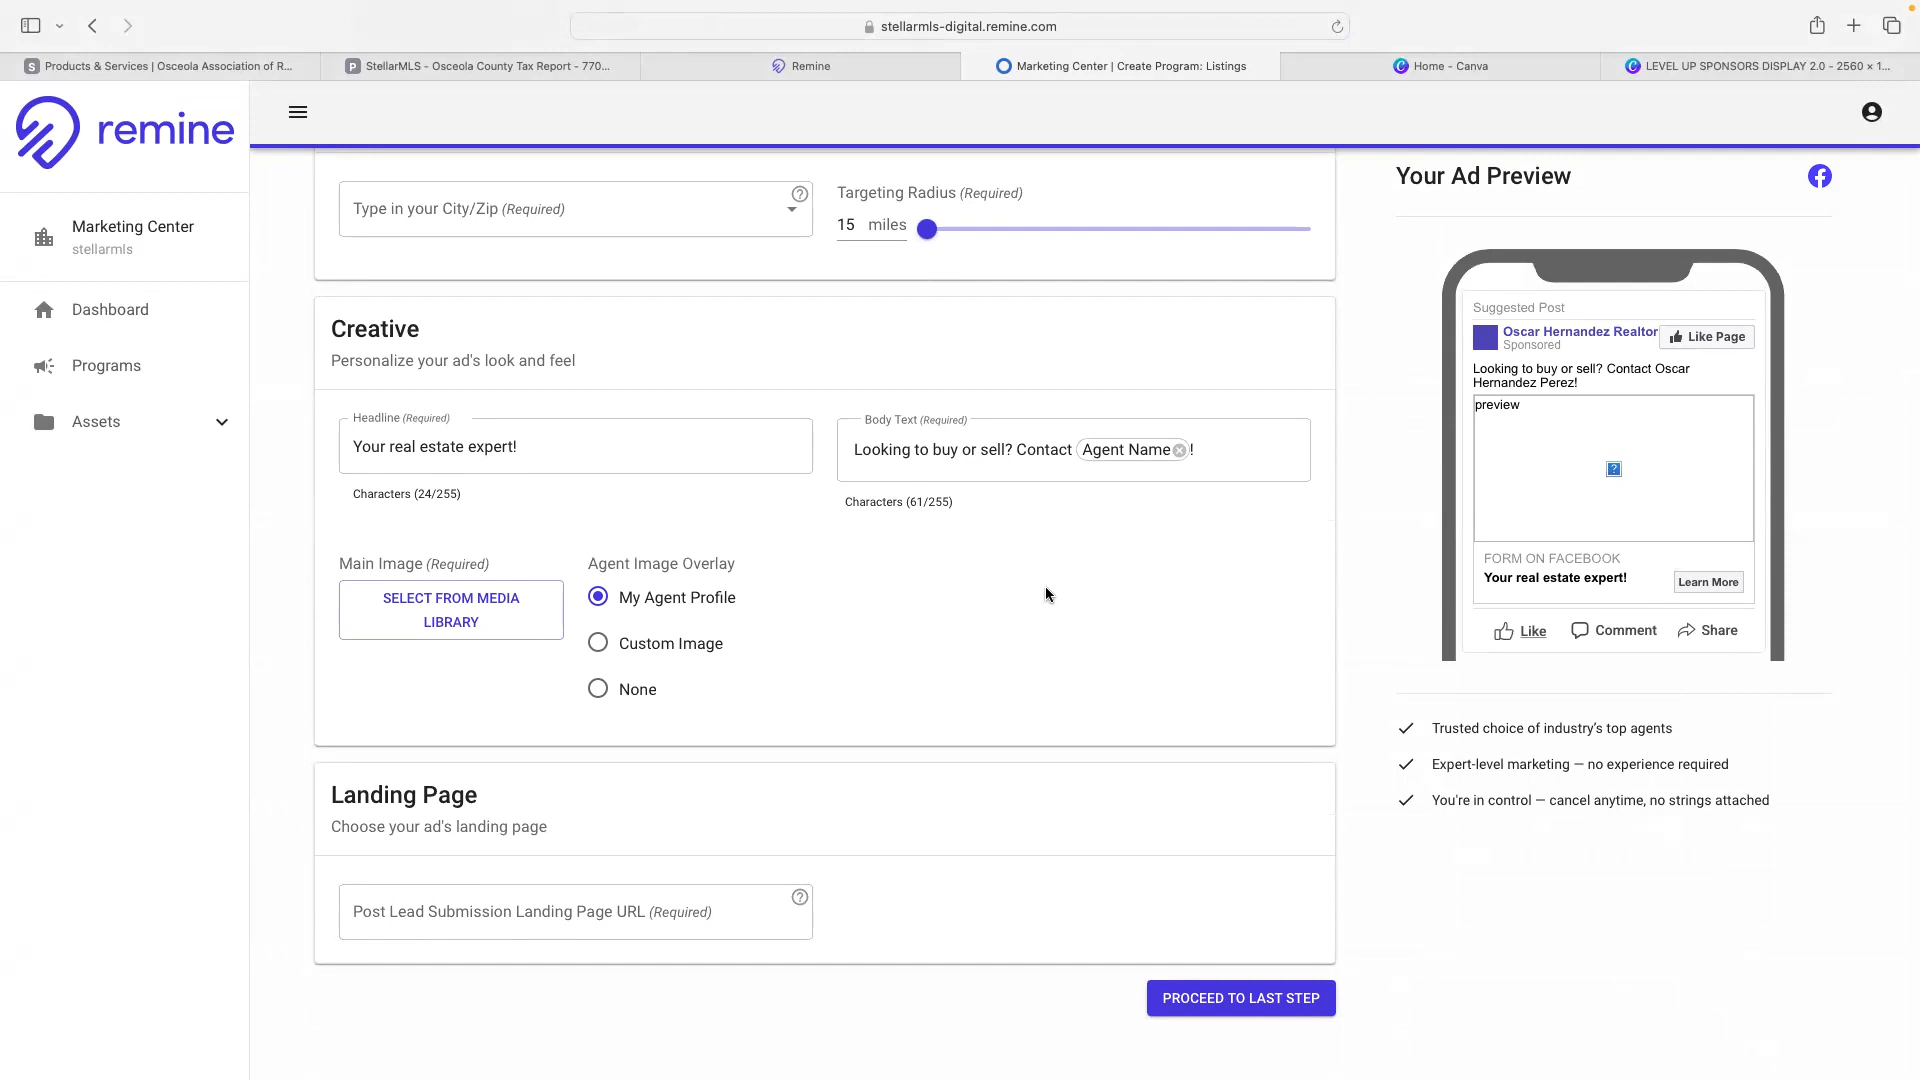 stellarmls-digital.remine.com
S Products & Services | Osceola Association of R...
P StellarMLS - Osceola County Tax Report - 770...
Remine
Marketing Center | Create Program: Listings
Home - Canva
LEVEL UP SPONSORS DISPLAY 2.0 - 2560 × 1...
remine
Marketing Center
stellarmls
Dashboard
Programs
Assets
Type in your City/Zip (Required)
Targeting Radius (Required)
15 miles
Creative
Personalize your ad's look and feel
Headline (Required)
Your real estate expert!
Characters (24/255)
Body Text (Required)
Looking to buy or sell? Contact Agent Name !
Characters (61/255)
Main Image (Required)
SELECT FROM MEDIA
LIBRARY
Agent Image Overlay
My Agent Profile
Custom Image
None
Landing Page
Choose your ad's landing page
Post Lead Submission Landing Page URL (Required)
PROCEED TO LAST STEP
Your Ad Preview
Suggested Post
Oscar Hernandez Realtor
Sponsored
Like Page
Looking to buy or sell? Contact Oscar
Hernandez Perez!
preview
FORM ON FACEBOOK
Your real estate expert!
Learn More
Like
Comment
Share
Trusted choice of industry’s top agents
Expert-level marketing — no experience required
You're in control — cancel anytime, no strings attached